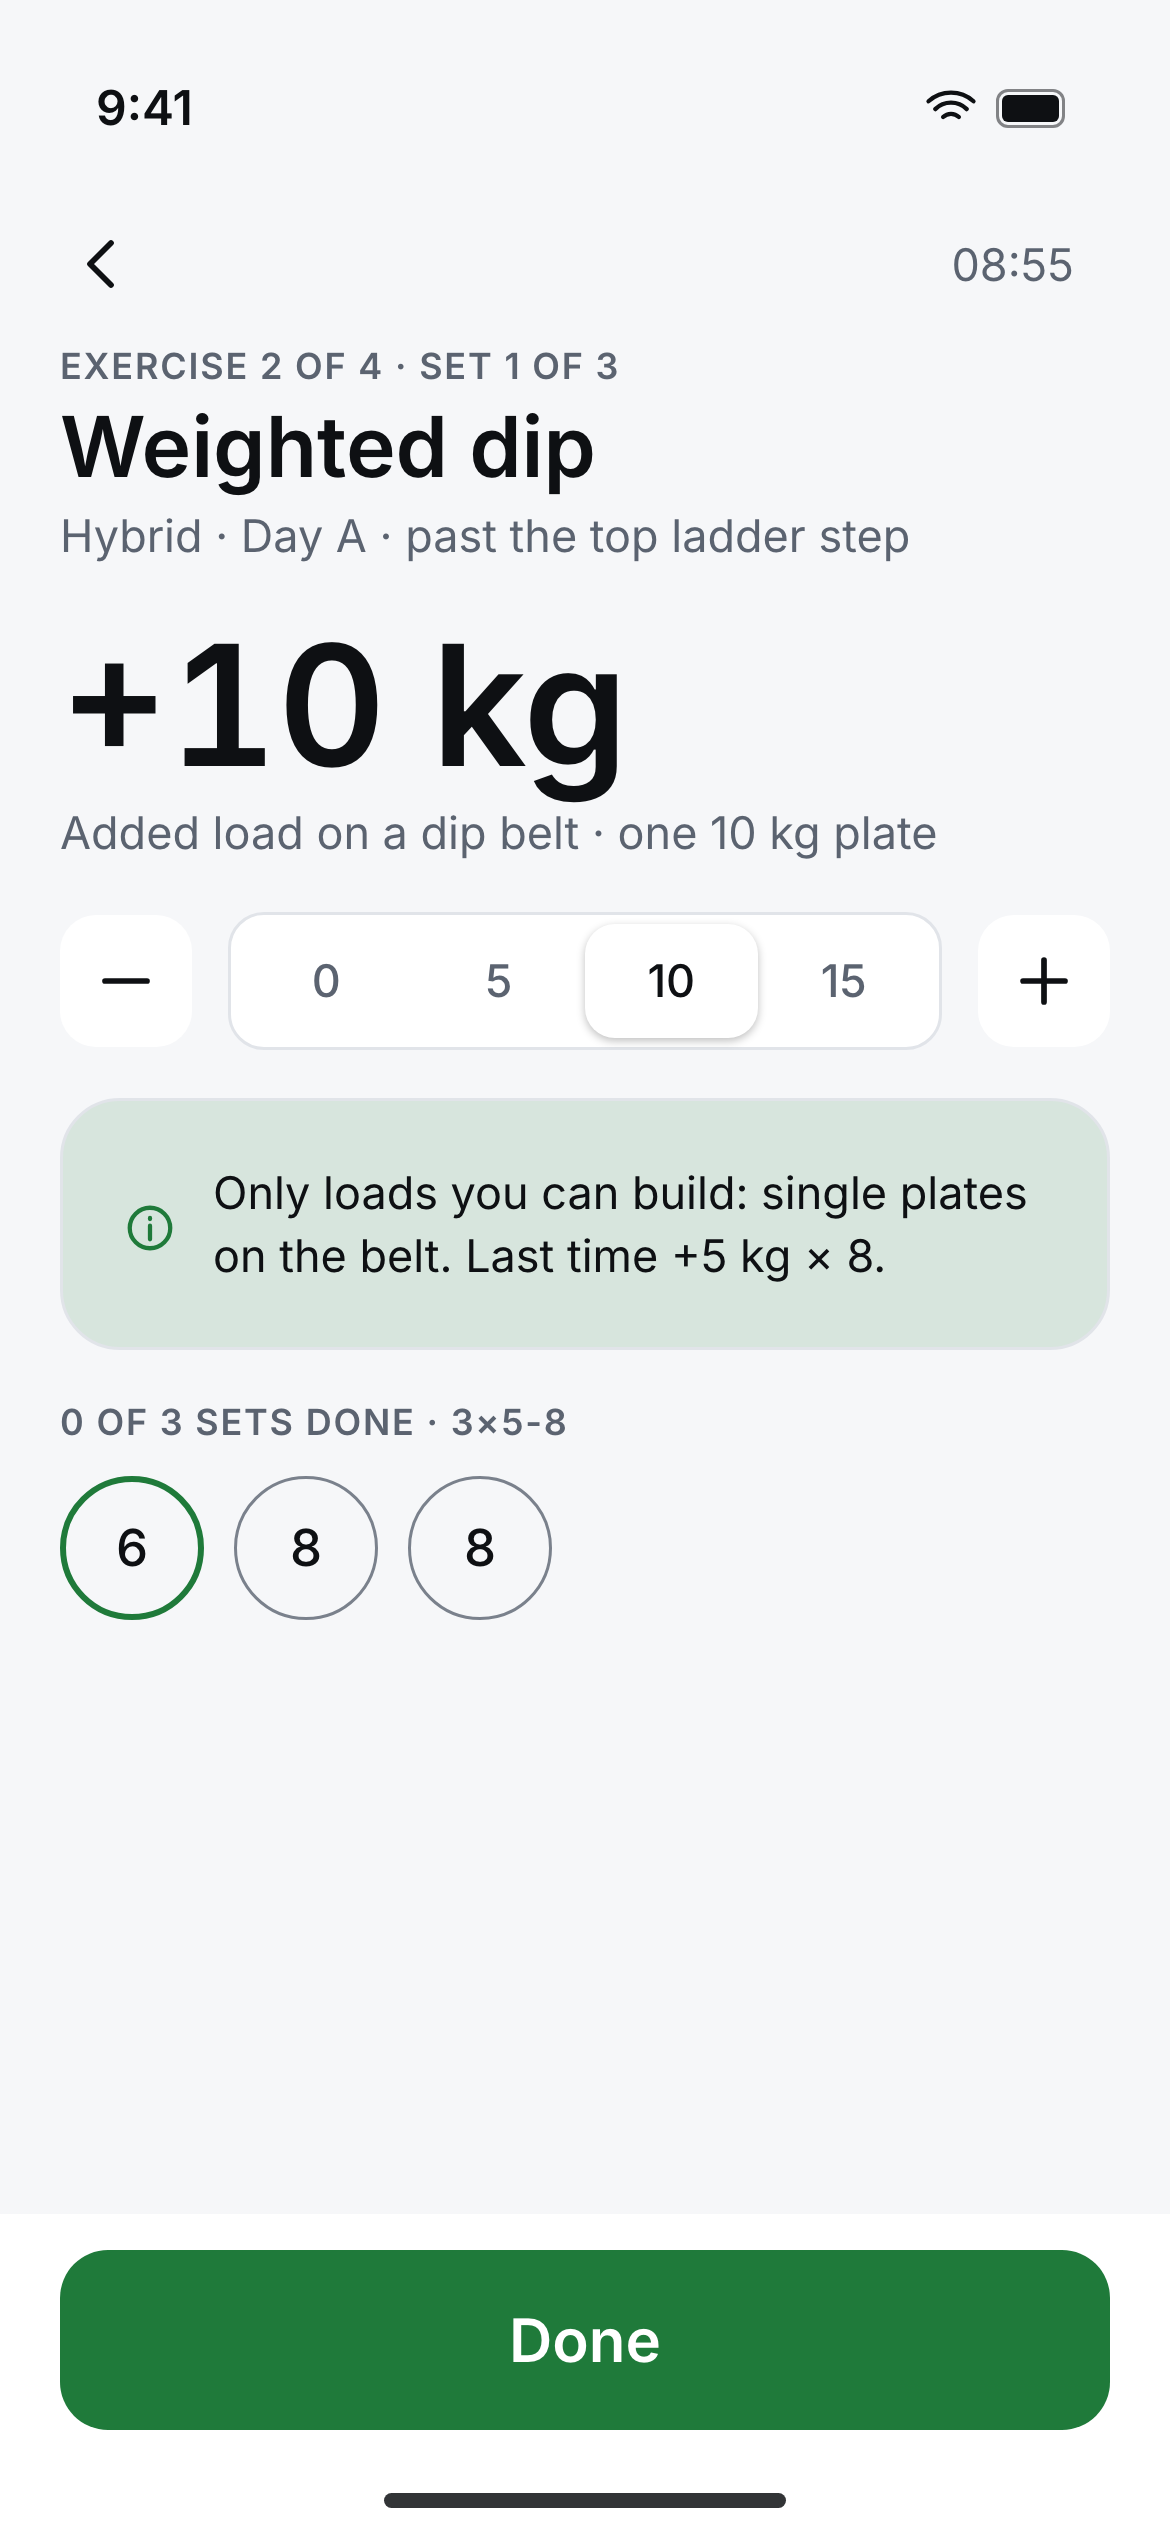 9:41
08:55
EXERCISE 2 OF 4 · SET 1 OF 3
Weighted dip
Hybrid · Day A · past the top ladder step
+10 kg
Added load on a dip belt · one 10 kg plate
0 5 10 15
Only loads you can build: single plates
on the belt. Last time +5 kg × 8.
0 OF 3 SETS DONE · 3×5-8
6 8 8
Done